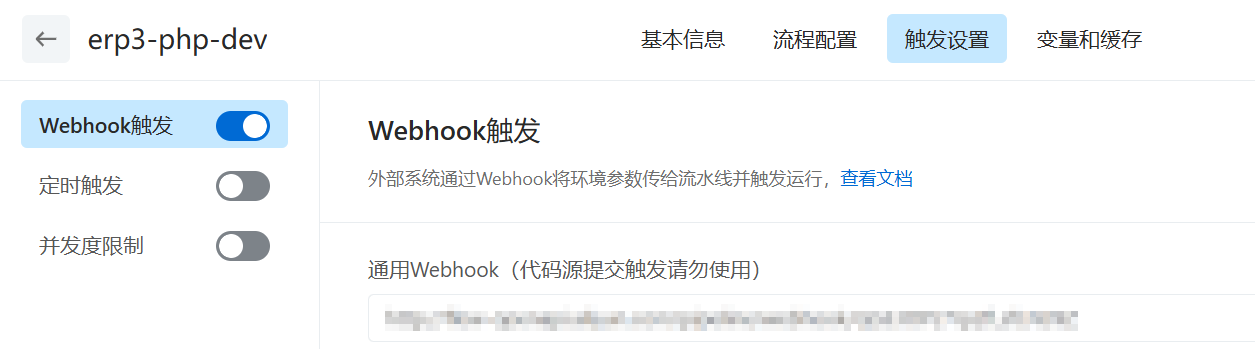 erp3-php-dev
基本信息 流程配置 触发设置 变量和缓存
Webhook触发
定时触发
并发度限制
Webhook触发
外部系统通过Webhook将环境参数传给流水线并触发运行，查看文档
通用Webhook（代码源提交触发请勿使用）